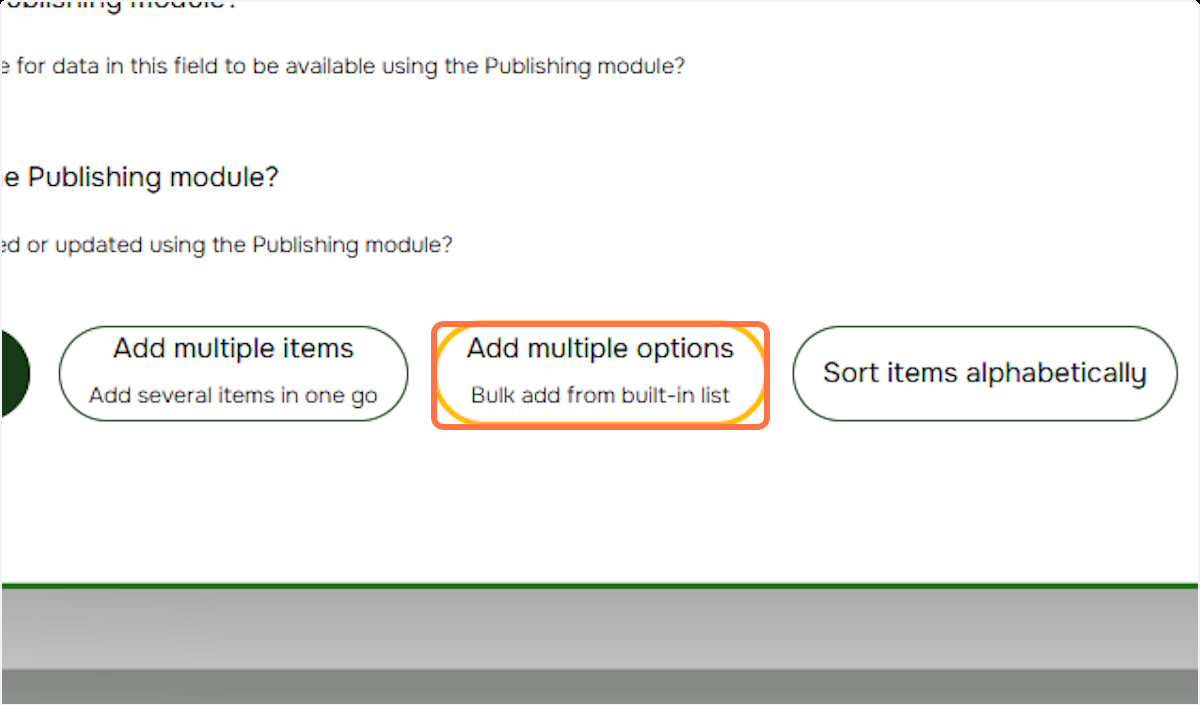 module?
for data in this field to be available using the Publishing module?
Publishing module?
or updated using the Publishing module?
Add multiple items
Add several items in one go
Add multiple options
Bulk add from built-in list
Sort items alphabetically